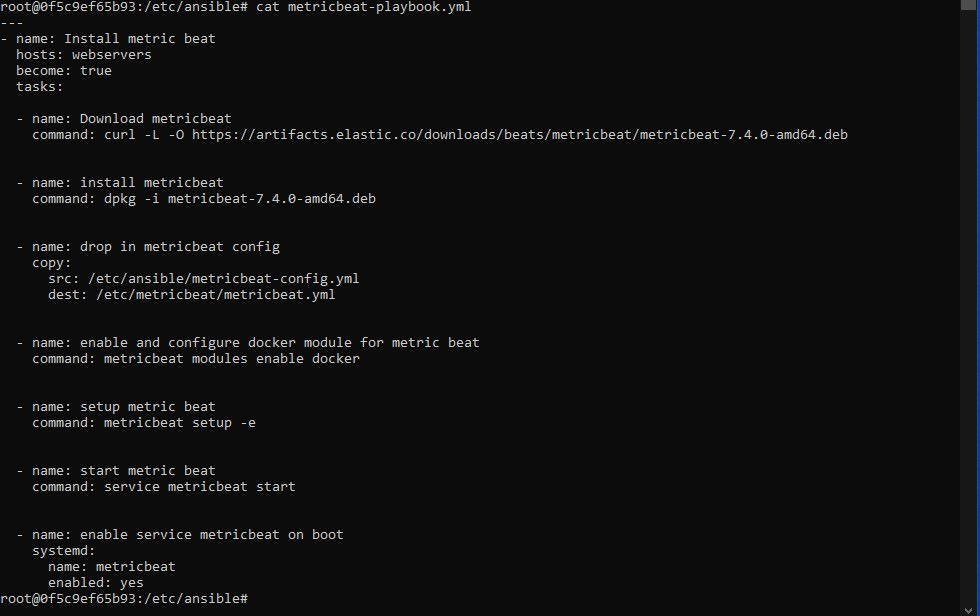 root@0f5c9ef65b93:/etc/ansible# cat metricbeat-playbook.yml
---
- name: Install metric beat
  hosts: webservers
  become: true
  tasks:

  - name: Download metricbeat
    command: curl -L -O https://artifacts.elastic.co/downloads/beats/metricbeat/metricbeat-7.4.0-amd64.deb


  - name: install metricbeat
    command: dpkg -i metricbeat-7.4.0-amd64.deb


  - name: drop in metricbeat config
    copy:
      src: /etc/ansible/metricbeat-config.yml
      dest: /etc/metricbeat/metricbeat.yml


  - name: enable and configure docker module for metric beat
    command: metricbeat modules enable docker


  - name: setup metric beat
    command: metricbeat setup -e


  - name: start metric beat
    command: service metricbeat start


  - name: enable service metricbeat on boot
    systemd:
      name: metricbeat
      enabled: yes
root@0f5c9ef65b93:/etc/ansible#